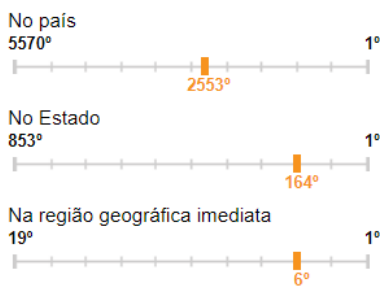 No país
5570º 1º
2553º
No Estado
853º 1º
164º
Na região geográfica imediata
19º 1º
6º